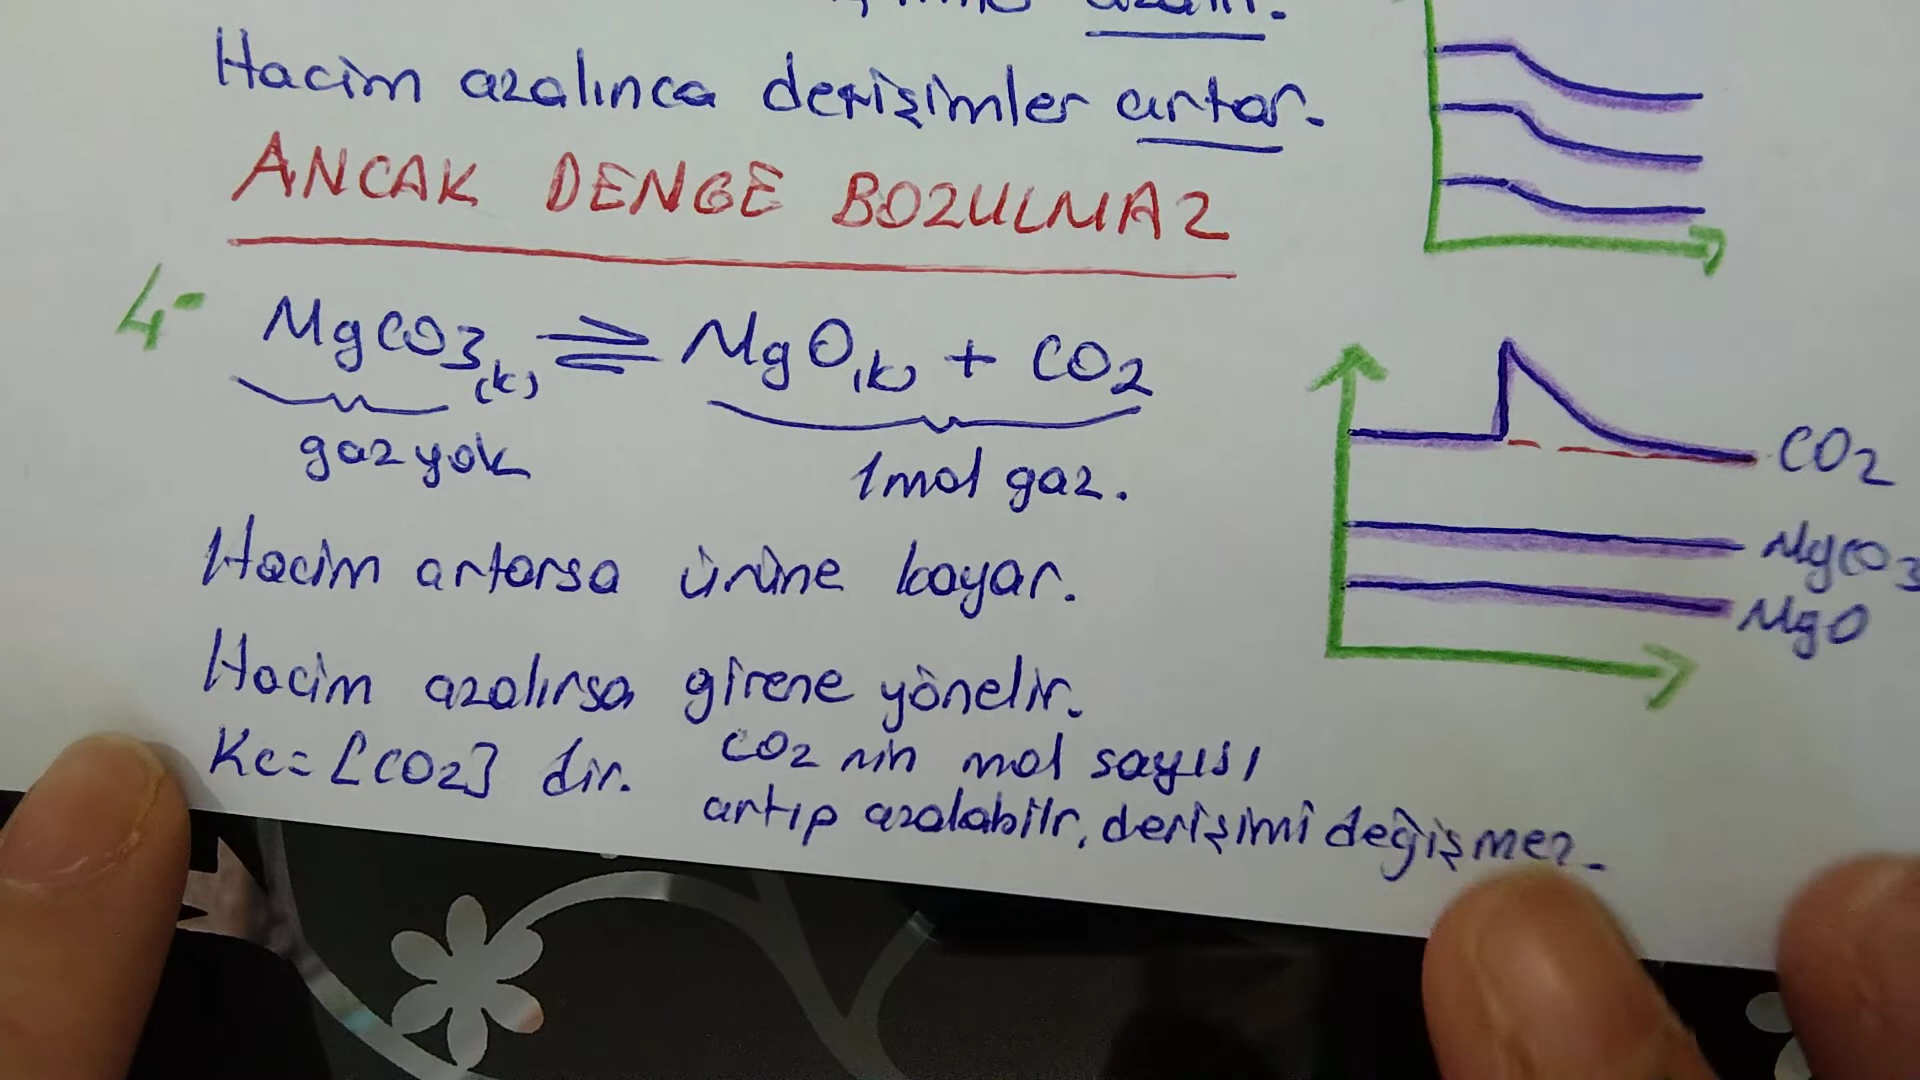 azalır.
Hacim azalınca derişimler artar.
ANCAK DENGE BOZULMAZ
4- MgCO3(k) ⇌ MgO(k) + CO2
gaz yok
1mol gaz.
Hacim artarsa ürüne kayar.
Hacim azalırsa girene yönelir.
Kc=[CO2] dir.
CO2 nin mol sayısı
artıp azalabilir, derişimi değişmez.
CO2
MgCO3
MgO